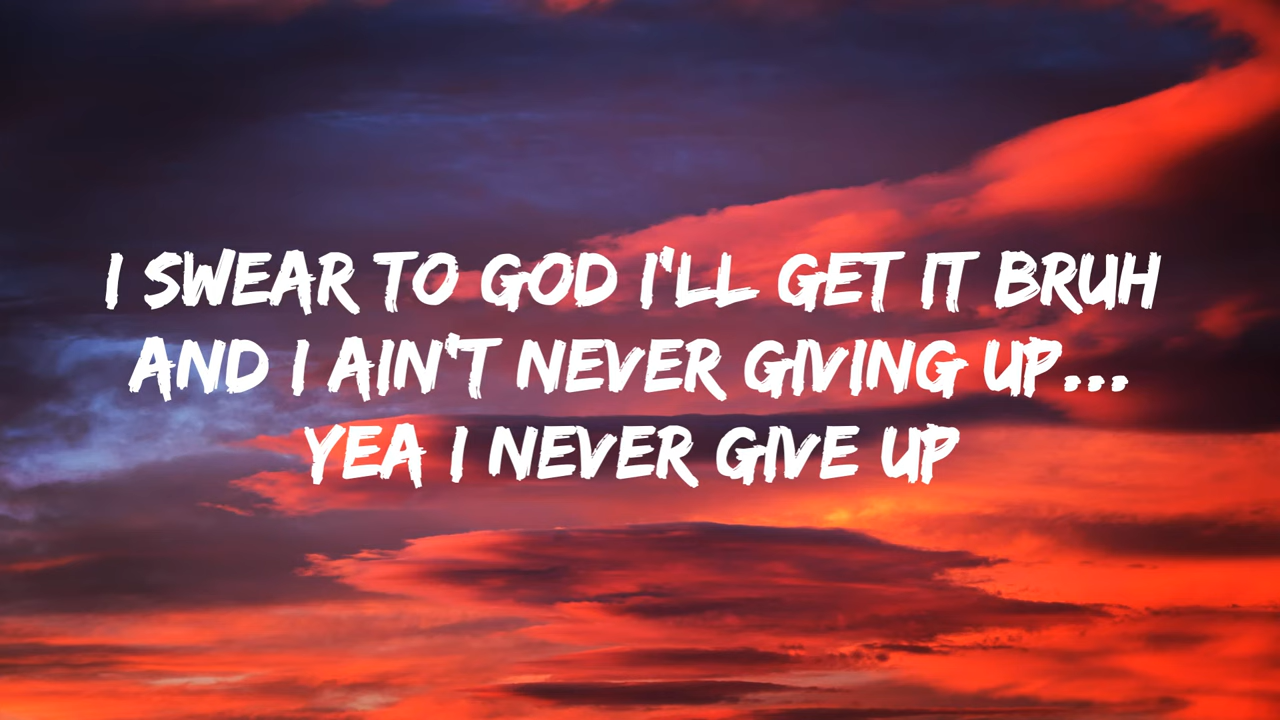 I SWEAR TO GOD I'LL GET IT BRUH
AND I AIN'T NEVER GIVING UP...
YEA I NEVER GIVE UP